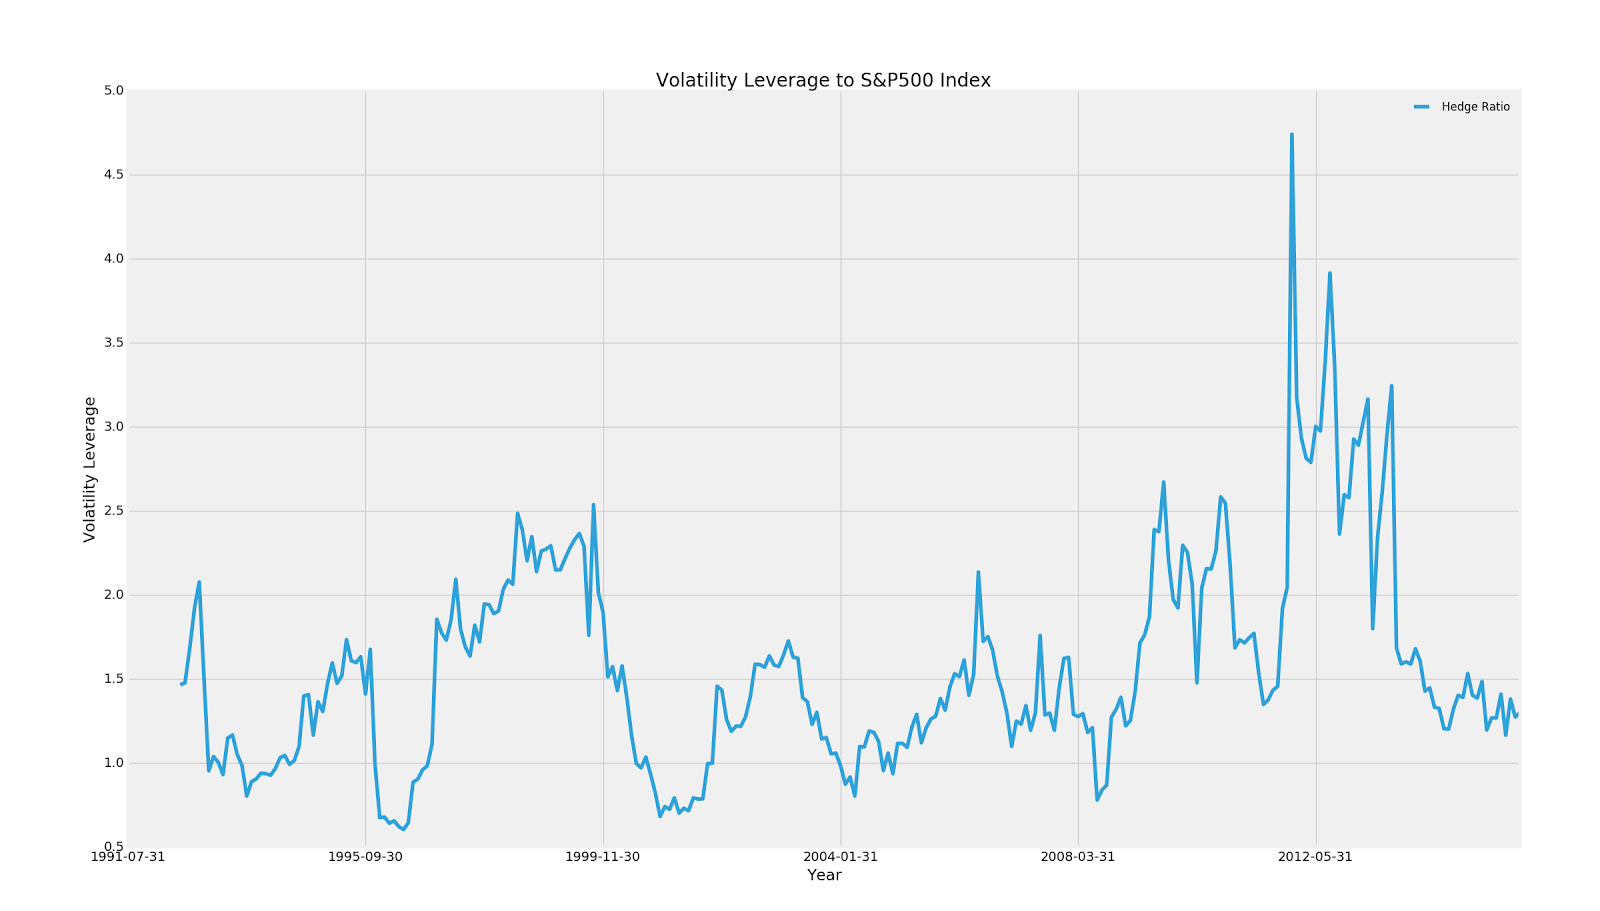 Volatility Leverage to S&P500 Index
Hedge Ratio
5.0
4.5
4.0
3.5
3.0
2.5
2.0
1.5
1.0
0.5
Volatility Leverage
1991-07-31 1995-09-30 1999-11-30 2004-01-31 2008-03-31 2012-05-31
Year